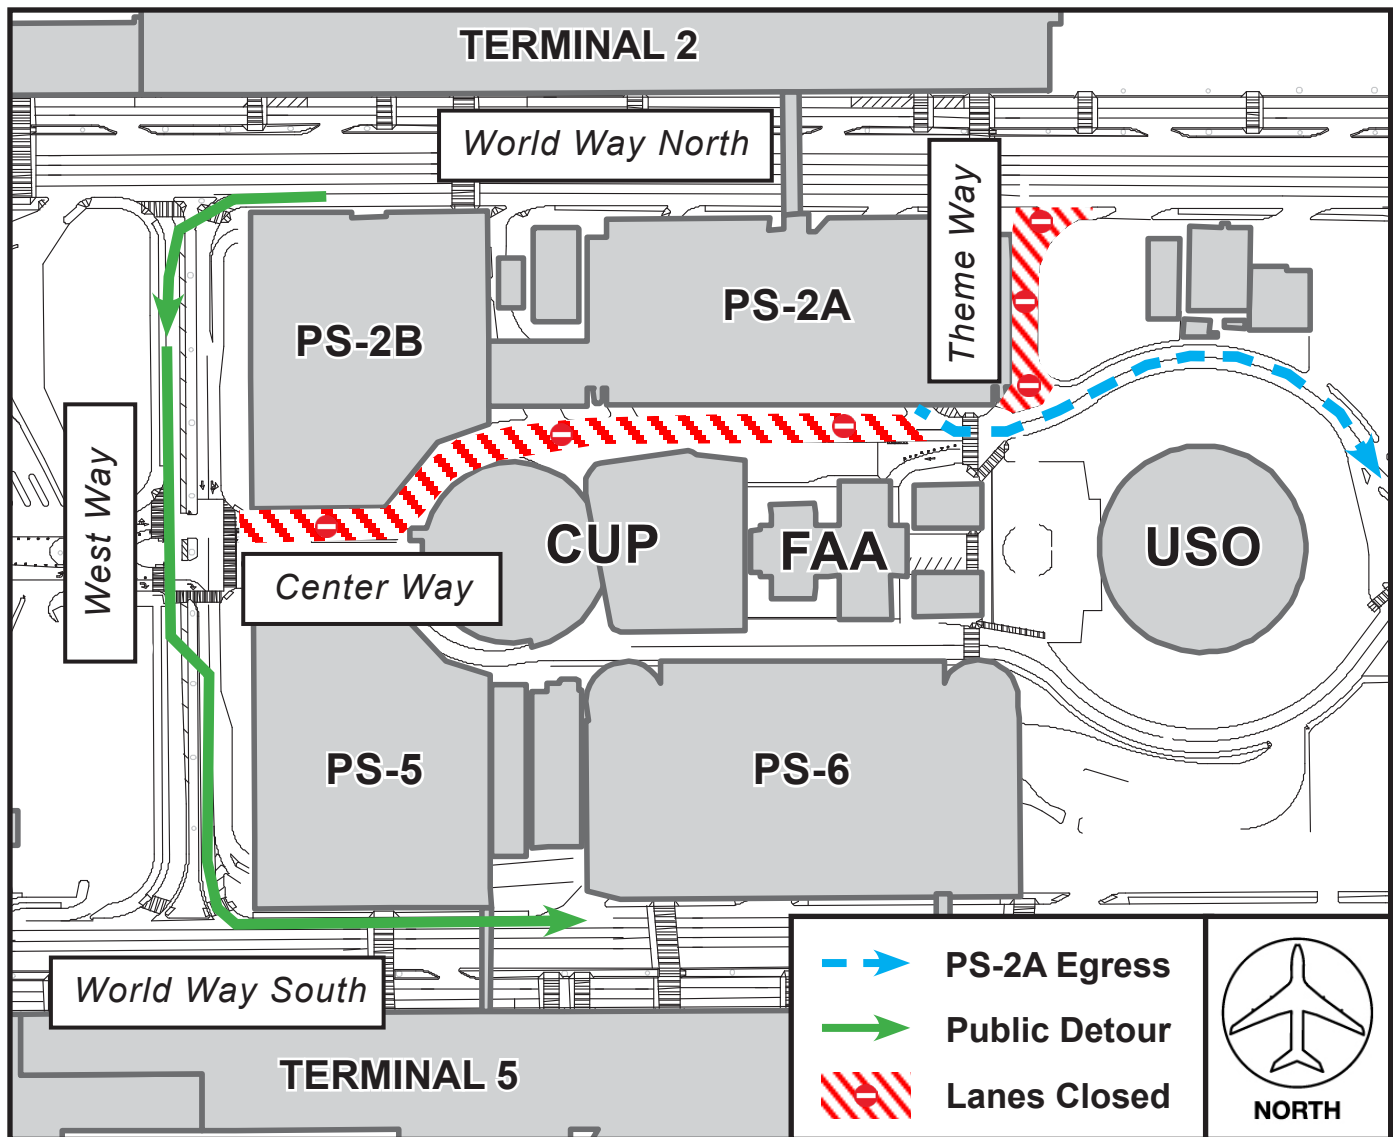 TERMINAL 2
World Way North
Theme Way
PS-2A
PS-2B
West Way
CUP
FAA
USO
Center Way
PS-5
PS-6
World Way South
TERMINAL 5
PS-2A Egress
Public Detour
Lanes Closed
NORTH